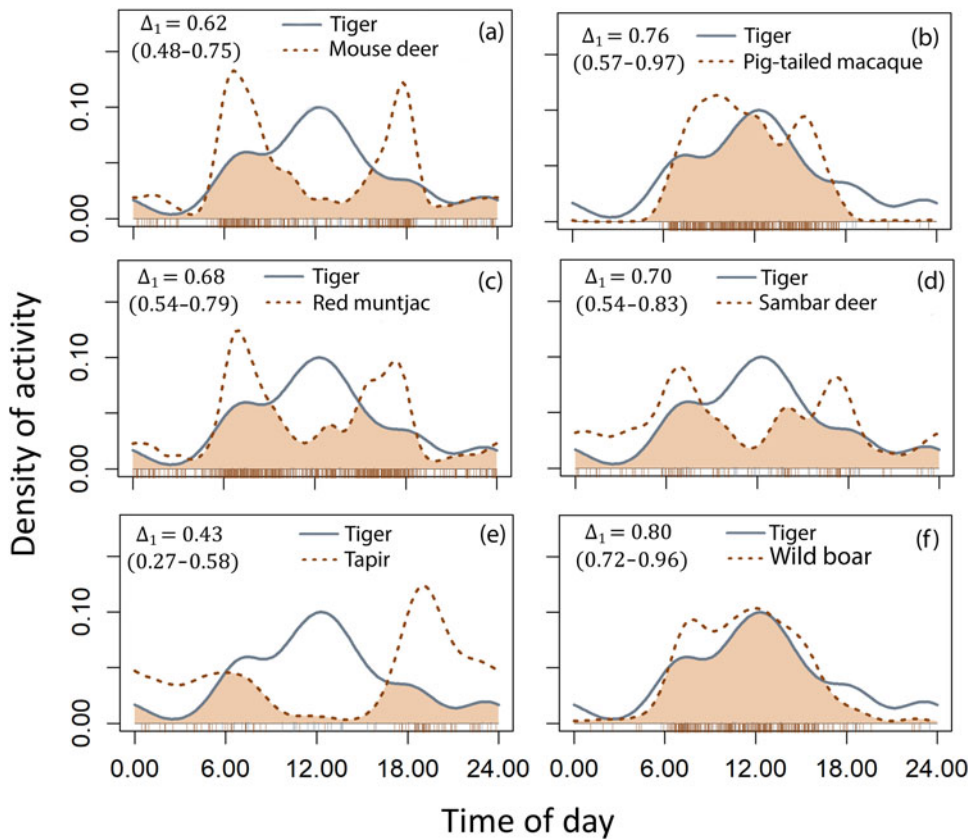 Δ₁ = 0.62
(0.48–0.75)
Tiger
Mouse deer
(a)
0.10
0.00
Δ₁ = 0.76
(0.57–0.97)
Tiger
Pig-tailed macaque
(b)
Δ₁ = 0.68
(0.54–0.79)
Tiger
Red muntjac
(c)
0.10
0.00
Δ₁ = 0.70
(0.54–0.83)
Tiger
Sambar deer
(d)
Δ₁ = 0.43
(0.27–0.58)
Tiger
Tapir
(e)
0.10
0.00
Δ₁ = 0.80
(0.72–0.96)
Tiger
Wild boar
(f)
Density of activity
0.00 6.00 12.00 18.00 24.00
0.00 6.00 12.00 18.00 24.00
Time of day